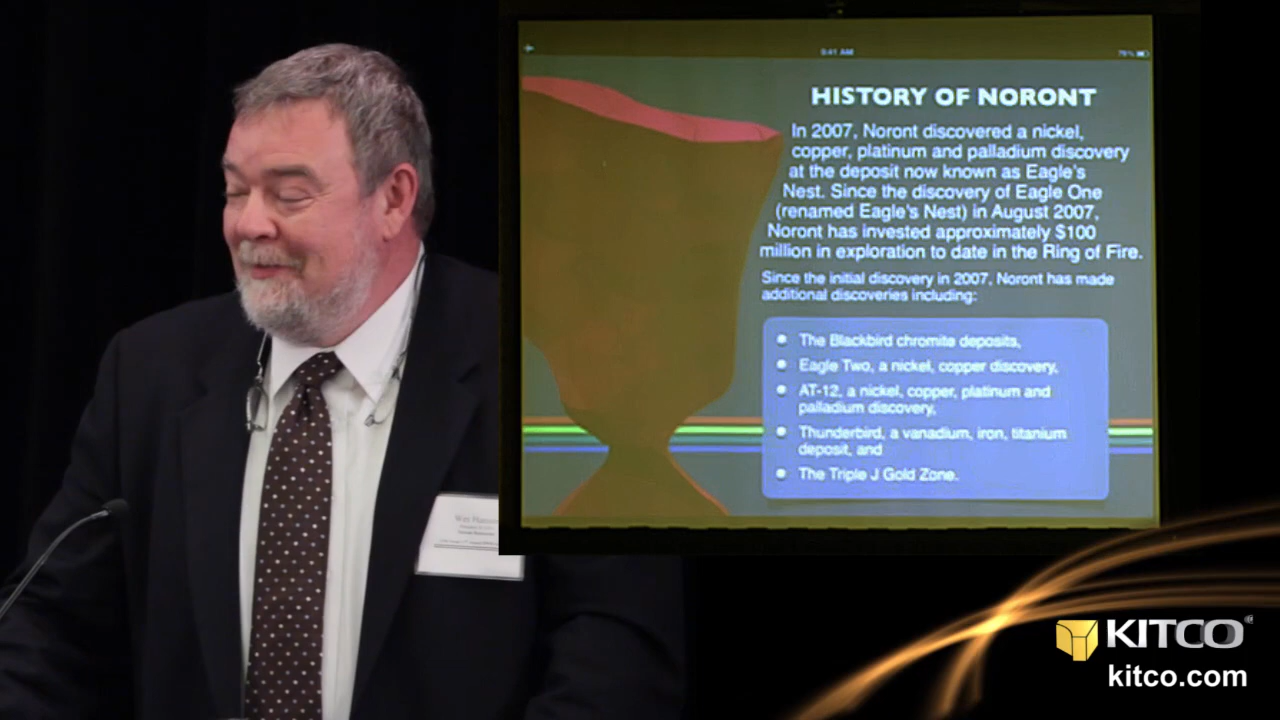 9:41 AM
HISTORY OF NORONT
In 2007, Noront discovered a nickel,
copper, platinum and palladium discovery
at the deposit now known as Eagle's
Nest. Since the discovery of Eagle One
(renamed Eagle's Nest) in August 2007,
Noront has invested approximately $100
million in exploration to date in the Ring of Fire.
Since the initial discovery in 2007, Noront has made
additional discoveries including:
The Blackbird chromite deposits,
Eagle Two, a nickel, copper discovery,
AT-12, a nickel, copper, platinum and
palladium discovery,
Thunderbird, a vanadium, iron, titanium
deposit, and
The Triple J Gold Zone.
KITCO
kitco.com